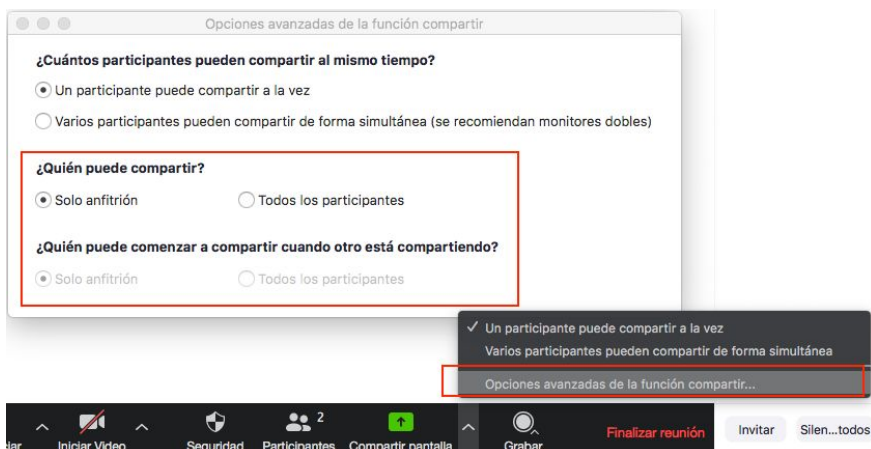 Opciones avanzadas de la función compartir
¿Cuántos participantes pueden compartir al mismo tiempo?
Un participante puede compartir a la vez
Varios participantes pueden compartir de forma simultánea (se recomiendan monitores dobles)
¿Quién puede compartir?
Solo anfitrión Todos los participantes
¿Quién puede comenzar a compartir cuando otro está compartiendo?
Solo anfitrión Todos los participantes
✓ Un participante puede compartir a la vez
Varios participantes pueden compartir de forma simultánea
Opciones avanzadas de la función compartir...
2
Iniciar Video Seguridad Participantes Compartir pantalla Grabar Finalizar reunión Invitar Silen...todos